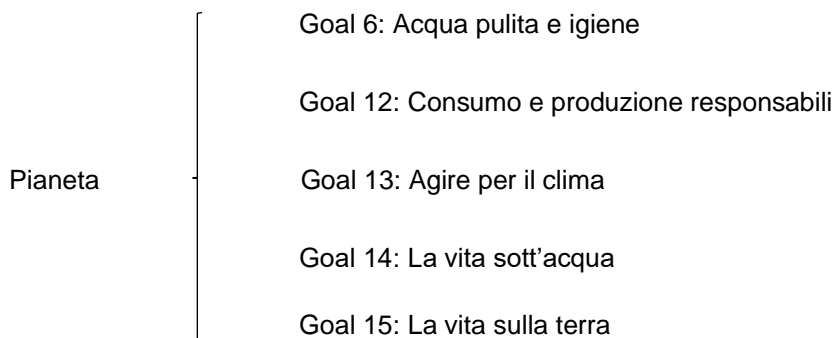 Goal 6: Acqua pulita e igiene
Goal 12: Consumo e produzione responsabili
Pianeta
Goal 13: Agire per il clima
Goal 14: La vita sott’acqua
Goal 15: La vita sulla terra